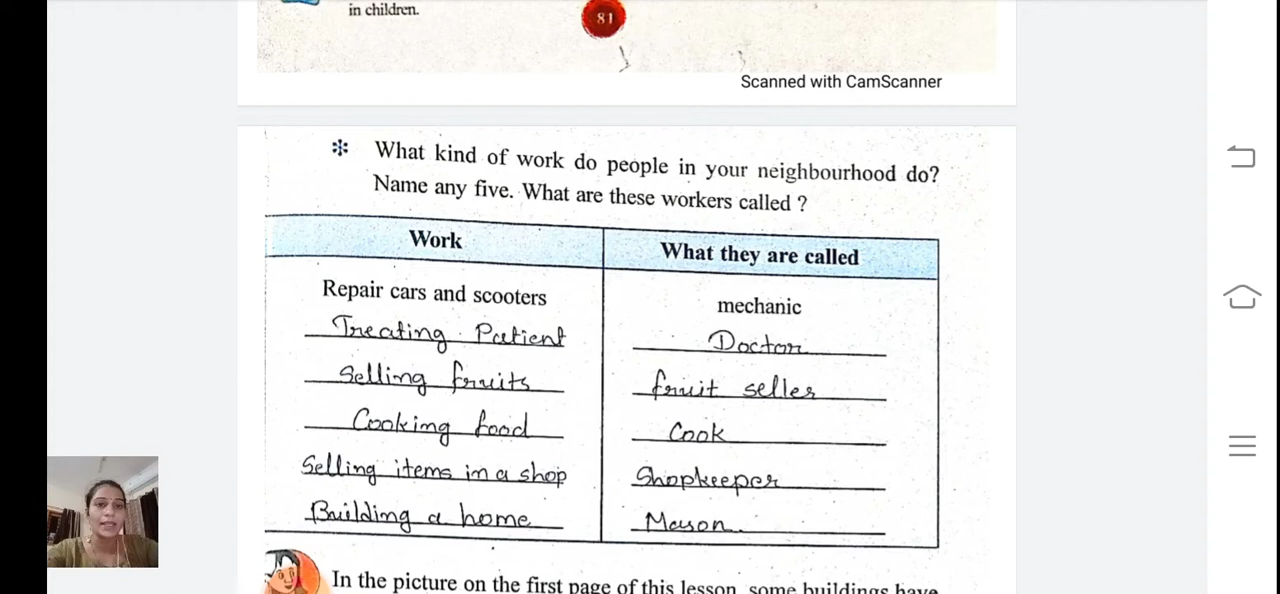 in children.
81
Scanned with CamScanner
What kind of work do people in your neighbourhood do?
Name any five. What are these workers called ?
Work What they are called
Repair cars and scooters mechanic
Treating Patient Doctor
Selling fruits fruit seller
Cooking food Cook
Selling items in a shop Shopkeeper
Building a home Mason
In the picture on the first page of this lesson, some buildings have